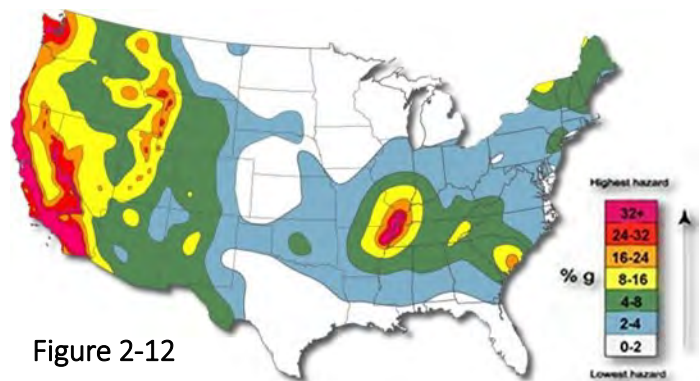 Highest hazard
32+
24-32
16-24
% g
8-16
4-8
2-4
0-2
Lowest hazard
Figure 2-12